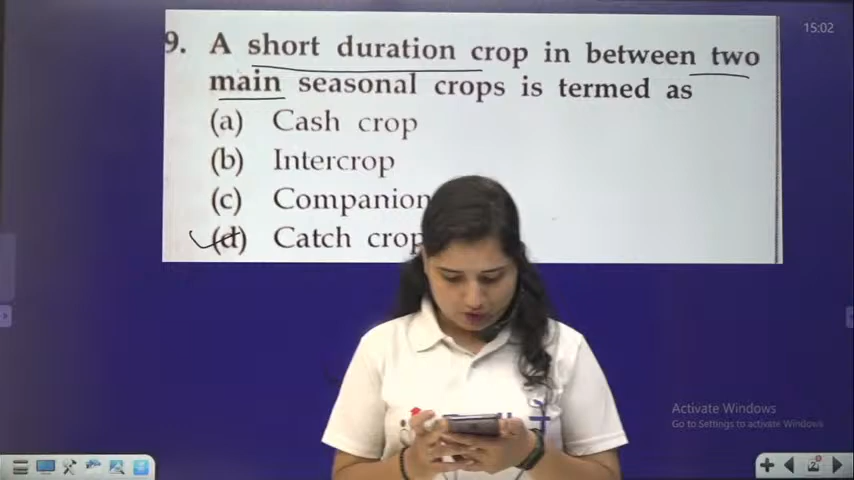 15:02
9. A short duration crop in between two
main seasonal crops is termed as
(a) Cash crop
(b) Intercrop
(c) Companion
(d) Catch crop
Activate Windows
Go to Settings to activate Windows